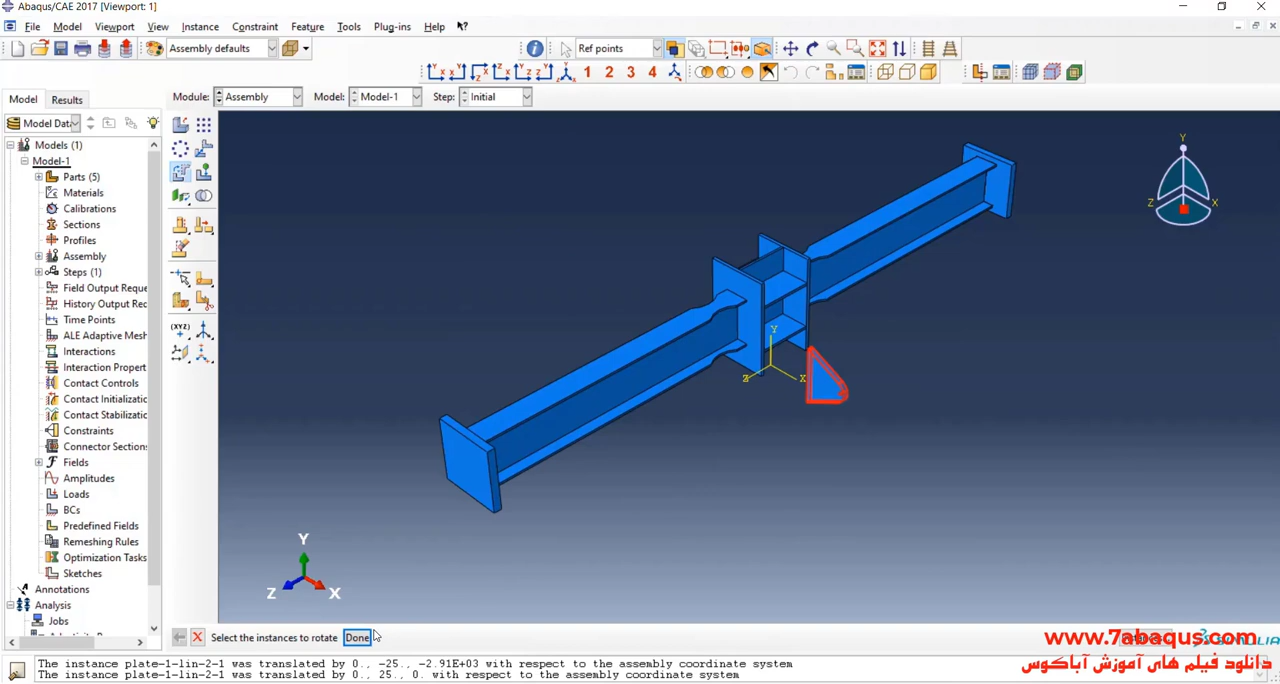 Abaqus/CAE 2017 [Viewport: 1]
File Model Viewport View Instance Constraint Feature Tools Plug-ins Help
Assembly defaults
Ref points
1 2 3 4
Model Results
Module: Assembly Model: Model-1 Step: Initial
Model Data
Models (1)
Model-1
Parts (5)
Materials
Calibrations
Sections
Profiles
Assembly
Steps (1)
Field Output Reque
History Output Rec
Time Points
ALE Adaptive Mesh
Interactions
Interaction Propert
Contact Controls
Contact Initializatio
Contact Stabilizatio
Constraints
Connector Sections
Fields
Amplitudes
Loads
BCs
Predefined Fields
Remeshing Rules
Optimization Tasks
Sketches
Annotations
Analysis
Jobs
(XYZ)
Y
Z X
Y
Z X
Y
Z X
Select the instances to rotate Done
www.7abaqus.com
دانلود فیلم های آموزش آباکوس
The instance plate-1-lin-2-1 was translated by 0., -25., -2.91E+03 with respect to the assembly coordinate system
The instance plate-1-lin-2-1 was translated by 0., 25., 0. with respect to the assembly coordinate system